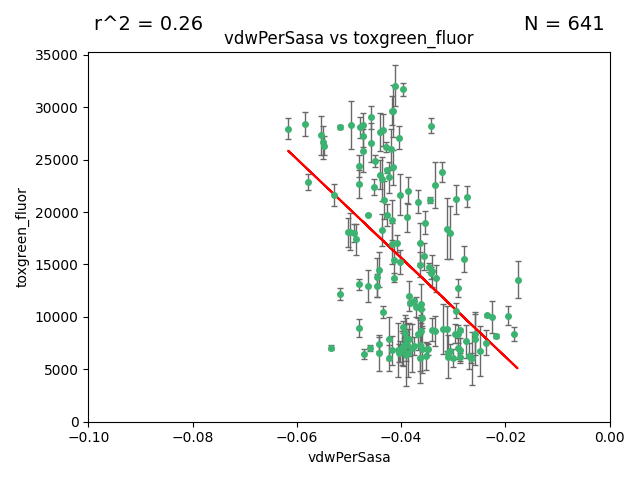 r^2 = 0.26
N = 641
vdwPerSasa vs toxgreen_fluor
35000
30000
25000
20000
15000
10000
5000
0
toxgreen_fluor
−0.10
−0.08
−0.06
−0.04
−0.02
0.00
vdwPerSasa